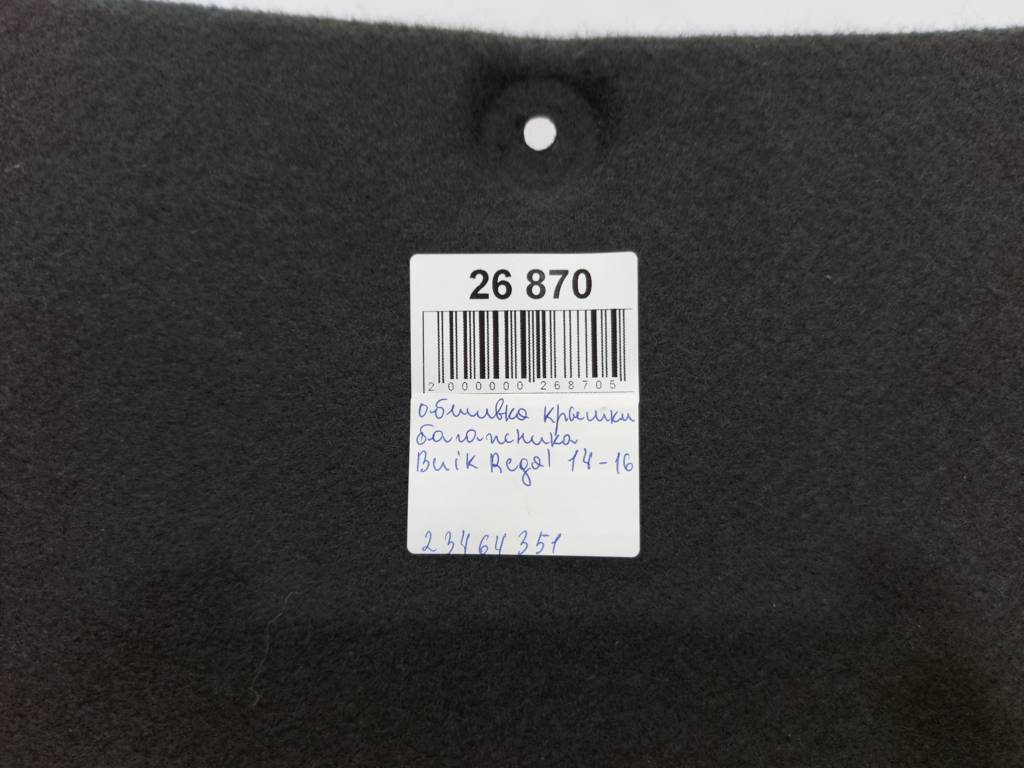 26 870
2 000000 268705
обшивка крышки
багажника
Buik Regal 14-16
23464351